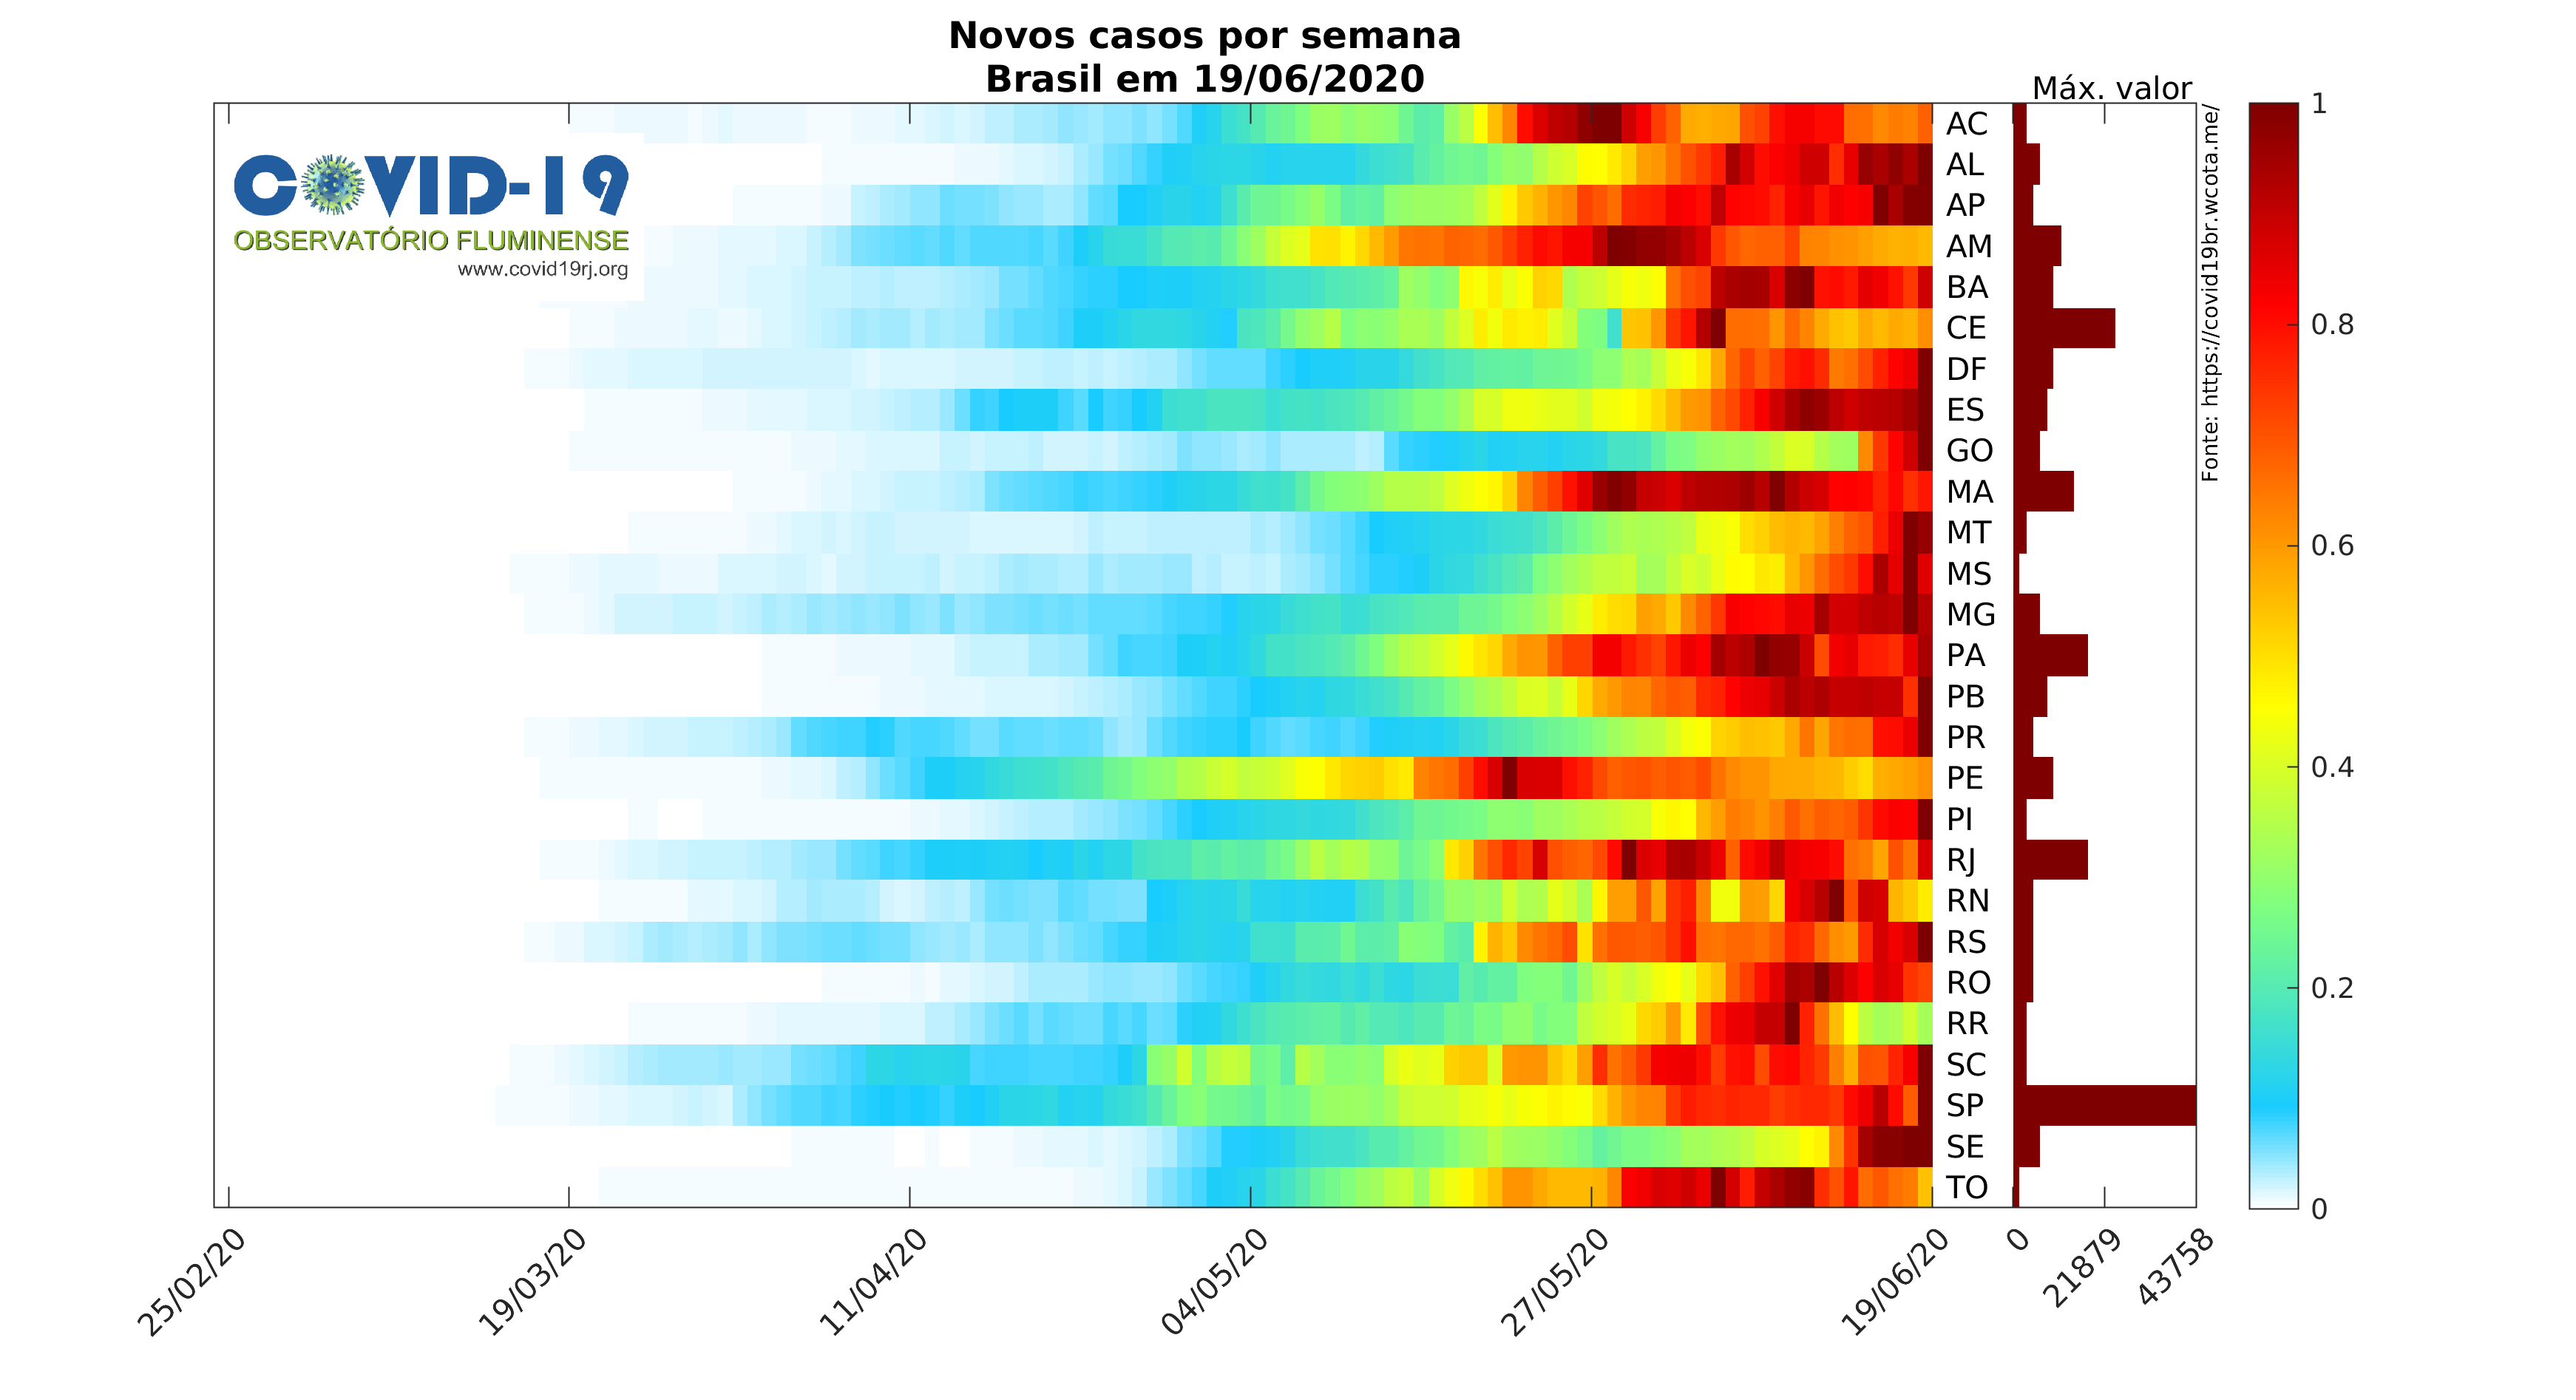 Novos casos por semana
Brasil em 19/06/2020
Máx. valor
COVID-19
OBSERVATÓRIO FLUMINENSE
www.covid19rj.org
AC
AL
AP
AM
BA
CE
DF
ES
GO
MA
MT
MS
MG
PA
PB
PR
PE
PI
RJ
RN
RS
RO
RR
SC
SP
SE
TO
Fonte: https://covid19br.wcota.me/
1
0.8
0.6
0.4
0.2
0
25/02/20
19/03/20
11/04/20
04/05/20
27/05/20
19/06/20
0
21879
43758